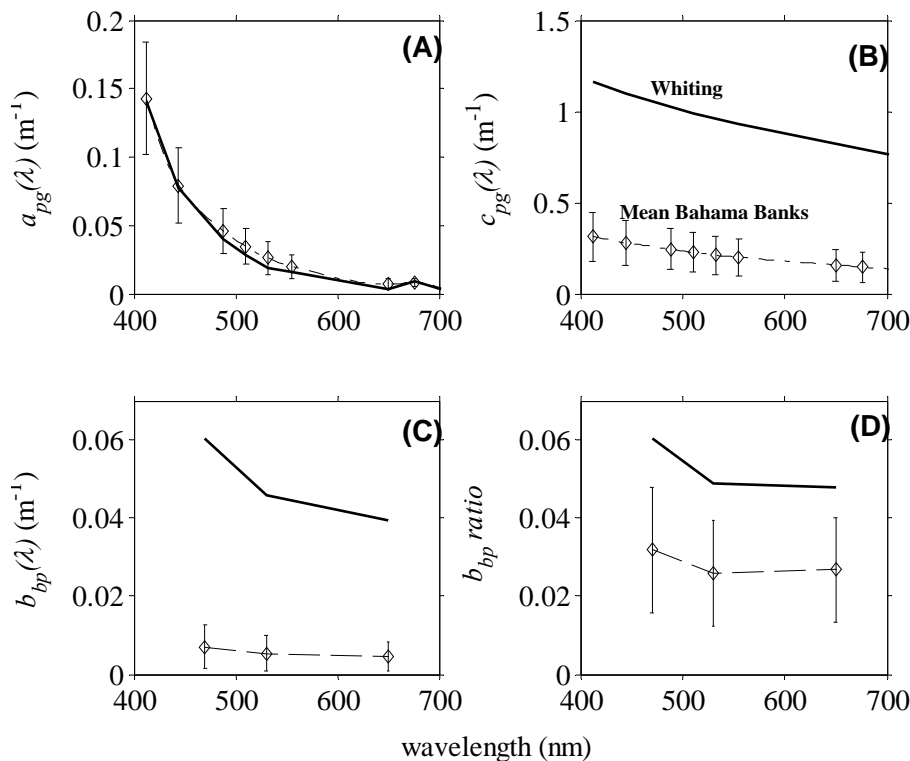 (A)
a_pg(λ) (m⁻¹)
0.2
0.15
0.1
0.05
0
400 500 600 700
(B)
c_pg(λ) (m⁻¹)
1.5
1
0.5
0
Whiting
Mean Bahama Banks
400 500 600 700
(C)
b_bp(λ) (m⁻¹)
0.06
0.04
0.02
0
400 500 600 700
(D)
b_bp ratio
0.06
0.04
0.02
0
400 500 600 700
wavelength (nm)